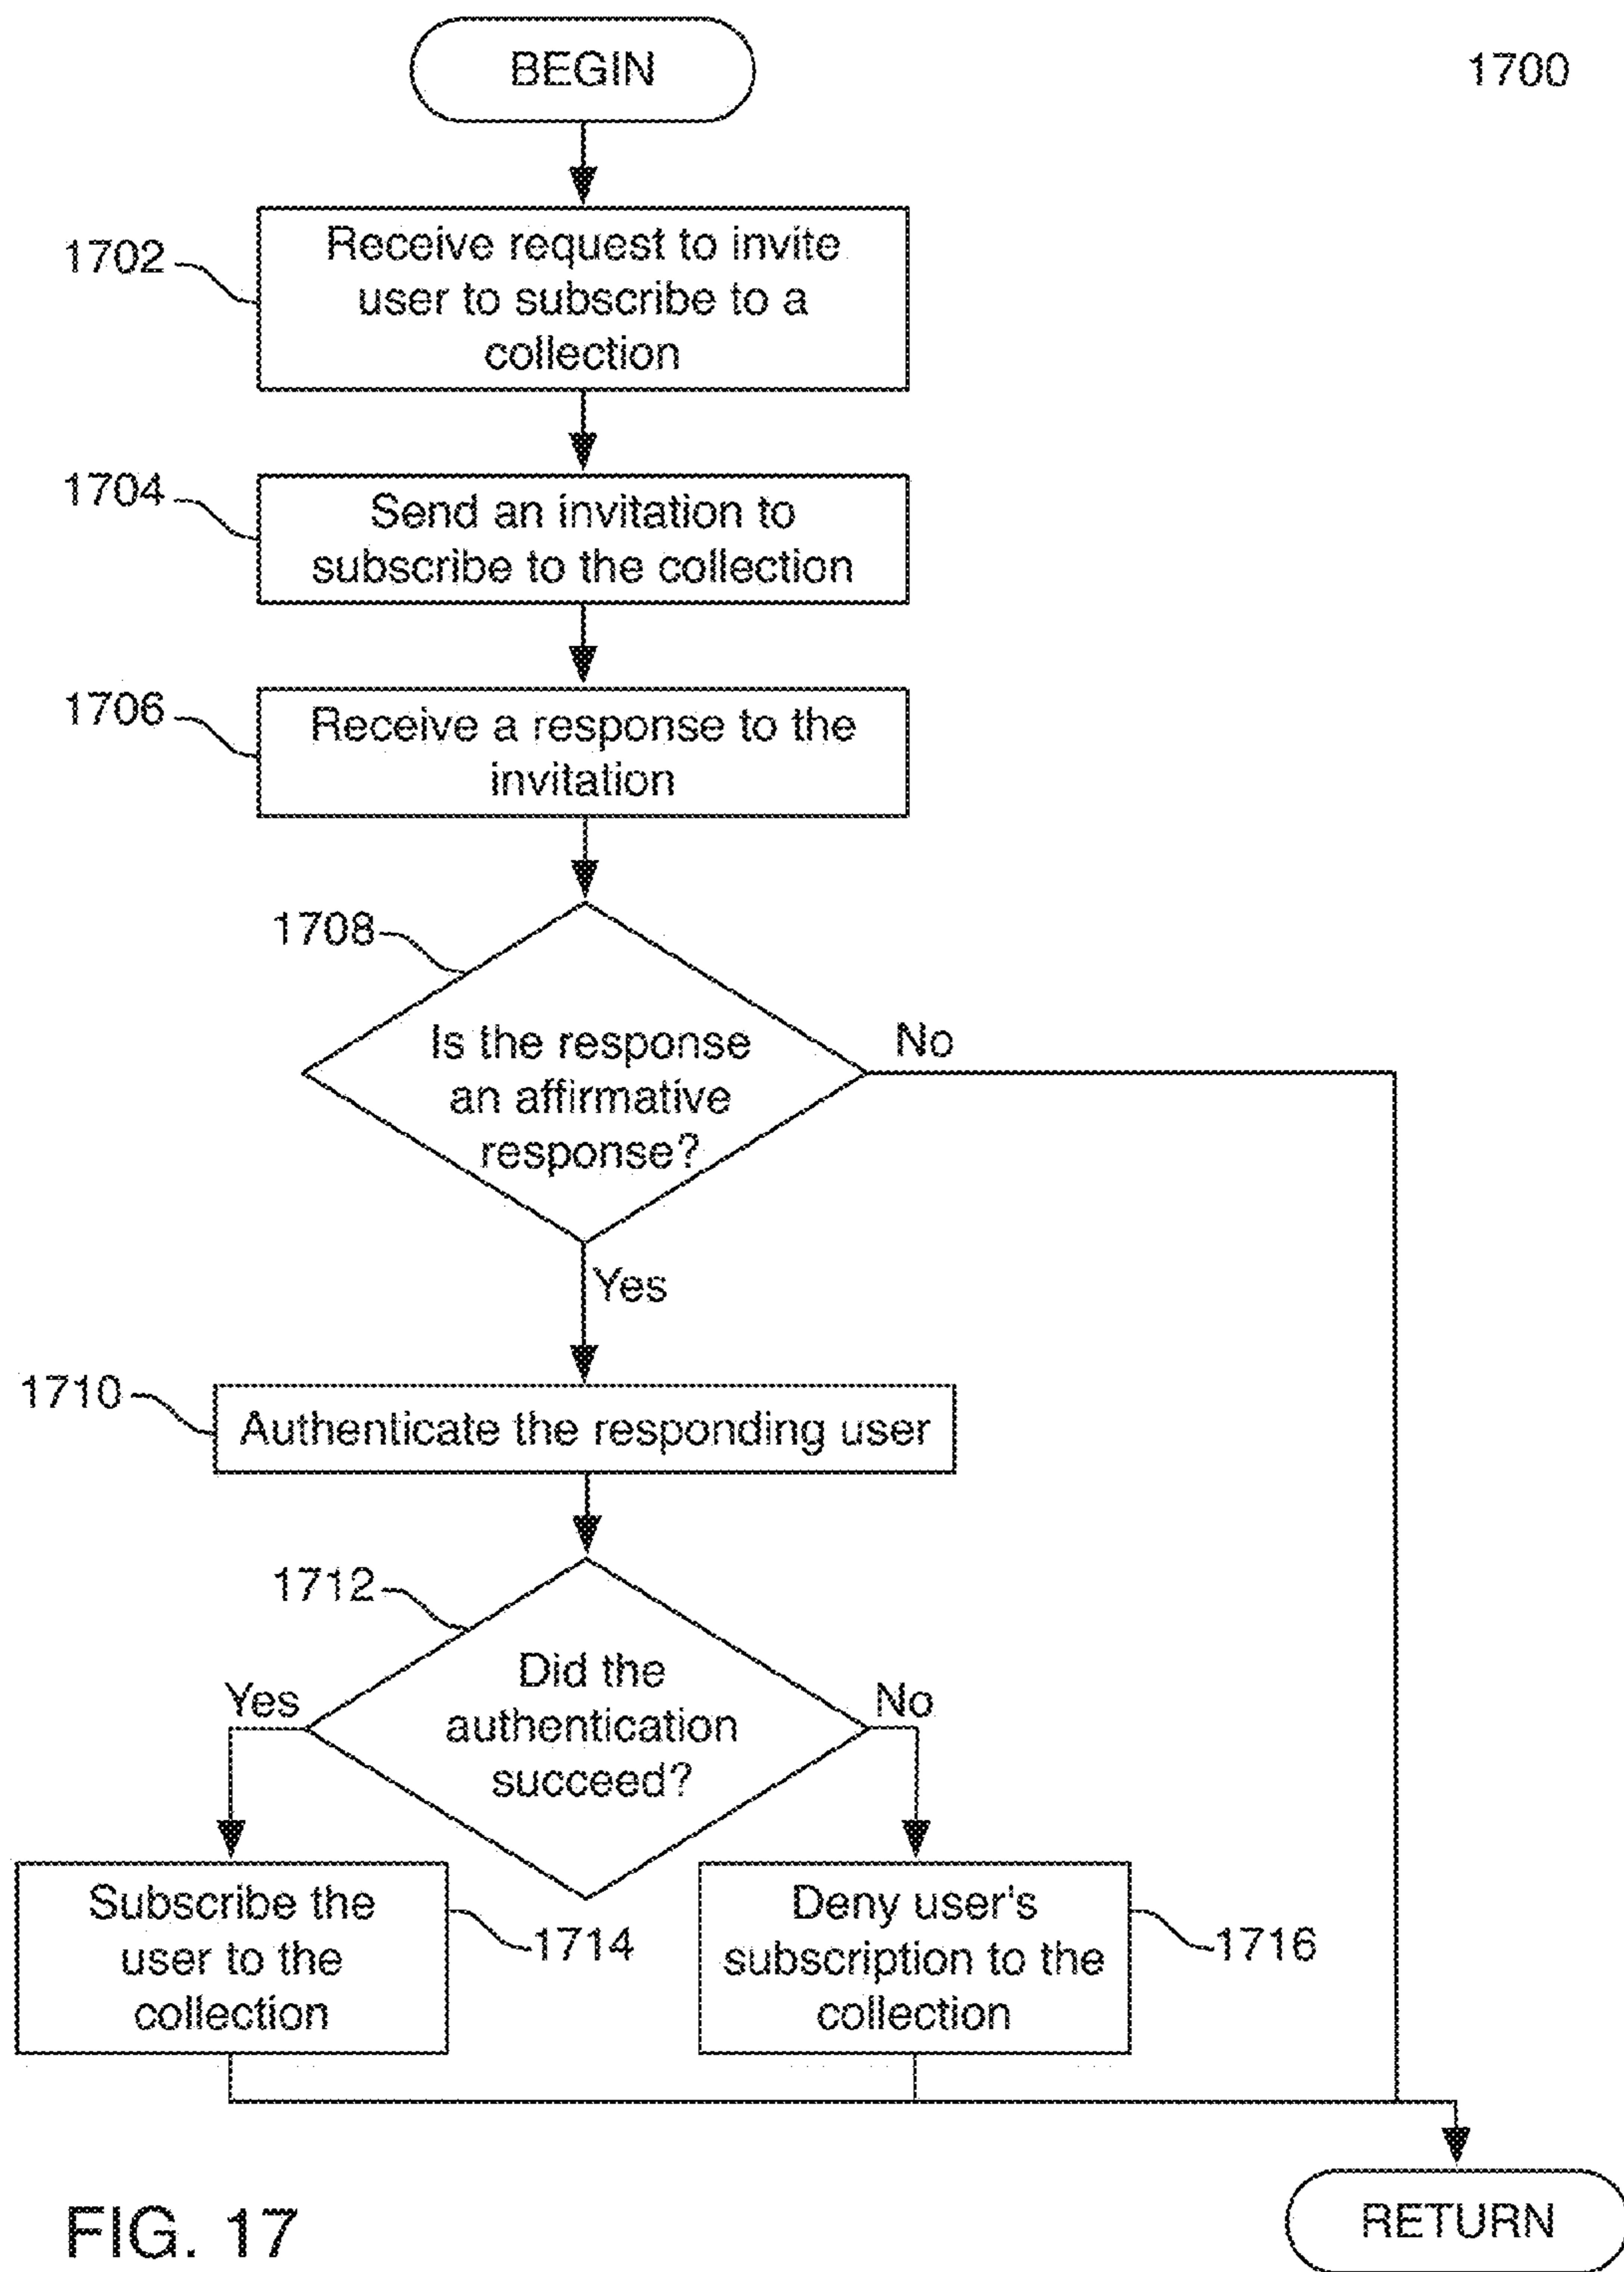 BEGIN
1700
1702
Receive request to invite
user to subscribe to a
collection
1704
Send an invitation to
subscribe to the collection
1706
Receive a response to the
invitation
1708
Is the response
an affirmative
response?
No
Yes
1710
Authenticate the responding user
1712
Did the
authentication
succeed?
Yes
No
Subscribe the
user to the
collection
1714
Deny user's
subscription to the
collection
1716
RETURN
FIG. 17